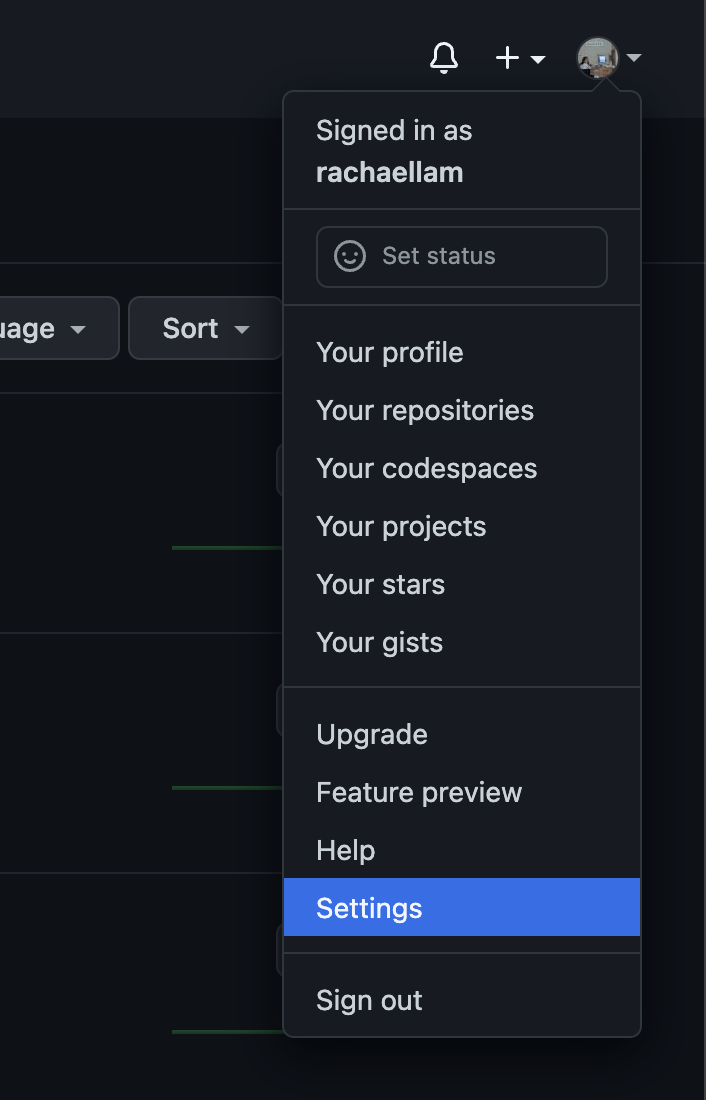 Signed in as
rachaellam
Set status
Sort
Your profile
Your repositories
Your codespaces
Your projects
Your stars
Your gists
Upgrade
Feature preview
Help
Settings
Sign out